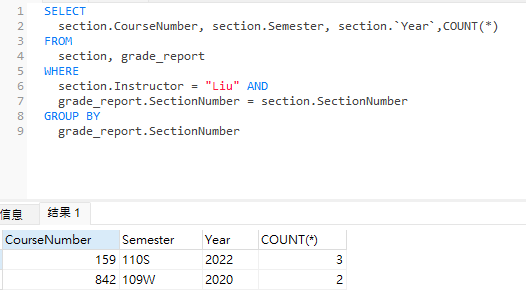 1 SELECT
2 section.CourseNumber, section.Semester, section.`Year`,COUNT(*)
3 FROM
4 section, grade_report
5 WHERE
6 section.Instructor = "Liu" AND
7 grade_report.SectionNumber = section.SectionNumber
8 GROUP BY
9 grade_report.SectionNumber
信息 结果 1
CourseNumber Semester Year COUNT(*)
159 110S 2022 3
842 109W 2020 2